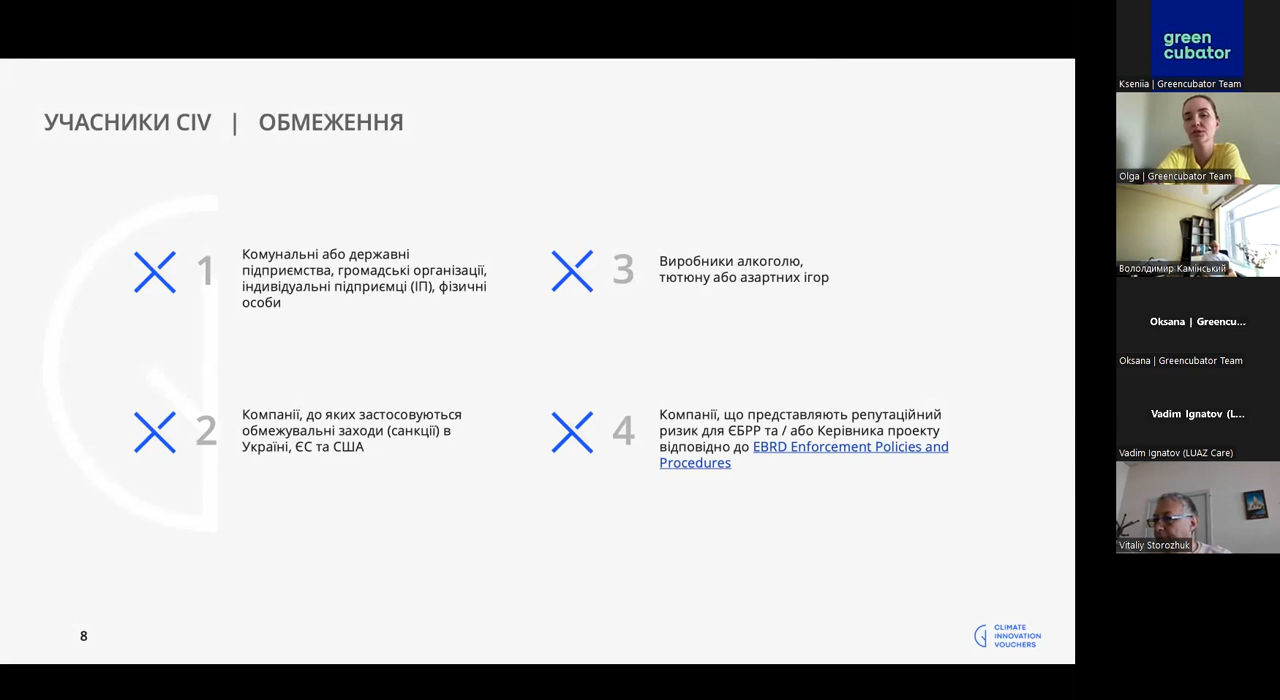 УЧАСНИКИ CIV | ОБМЕЖЕННЯ
1
Комунальні або державні
підприємства, громадські організації,
індивідуальні підприємці (ІП), фізичні
особи
3
Виробники алкоголю,
тютюну або азартних ігор
2
Компанії, до яких застосовуються
обмежувальні заходи (санкції) в
Україні, ЄС та США
4
Компанії, що представляють репутаційний
ризик для ЄБРР та / або Керівника проекту
відповідно до EBRD Enforcement Policies and
Procedures
8
CLIMATE
INNOVATION
VOUCHERS
green
cubator
Kseniia | Greencubator Team
Olga | Greencubator Team
Вололдимир Камінський
Oksana | Greencu...
Oksana | Greencubator Team
Vadim Ignatov (L...
Vadim Ignatov (LUAZ Care)
Vitaliy Storozhuk